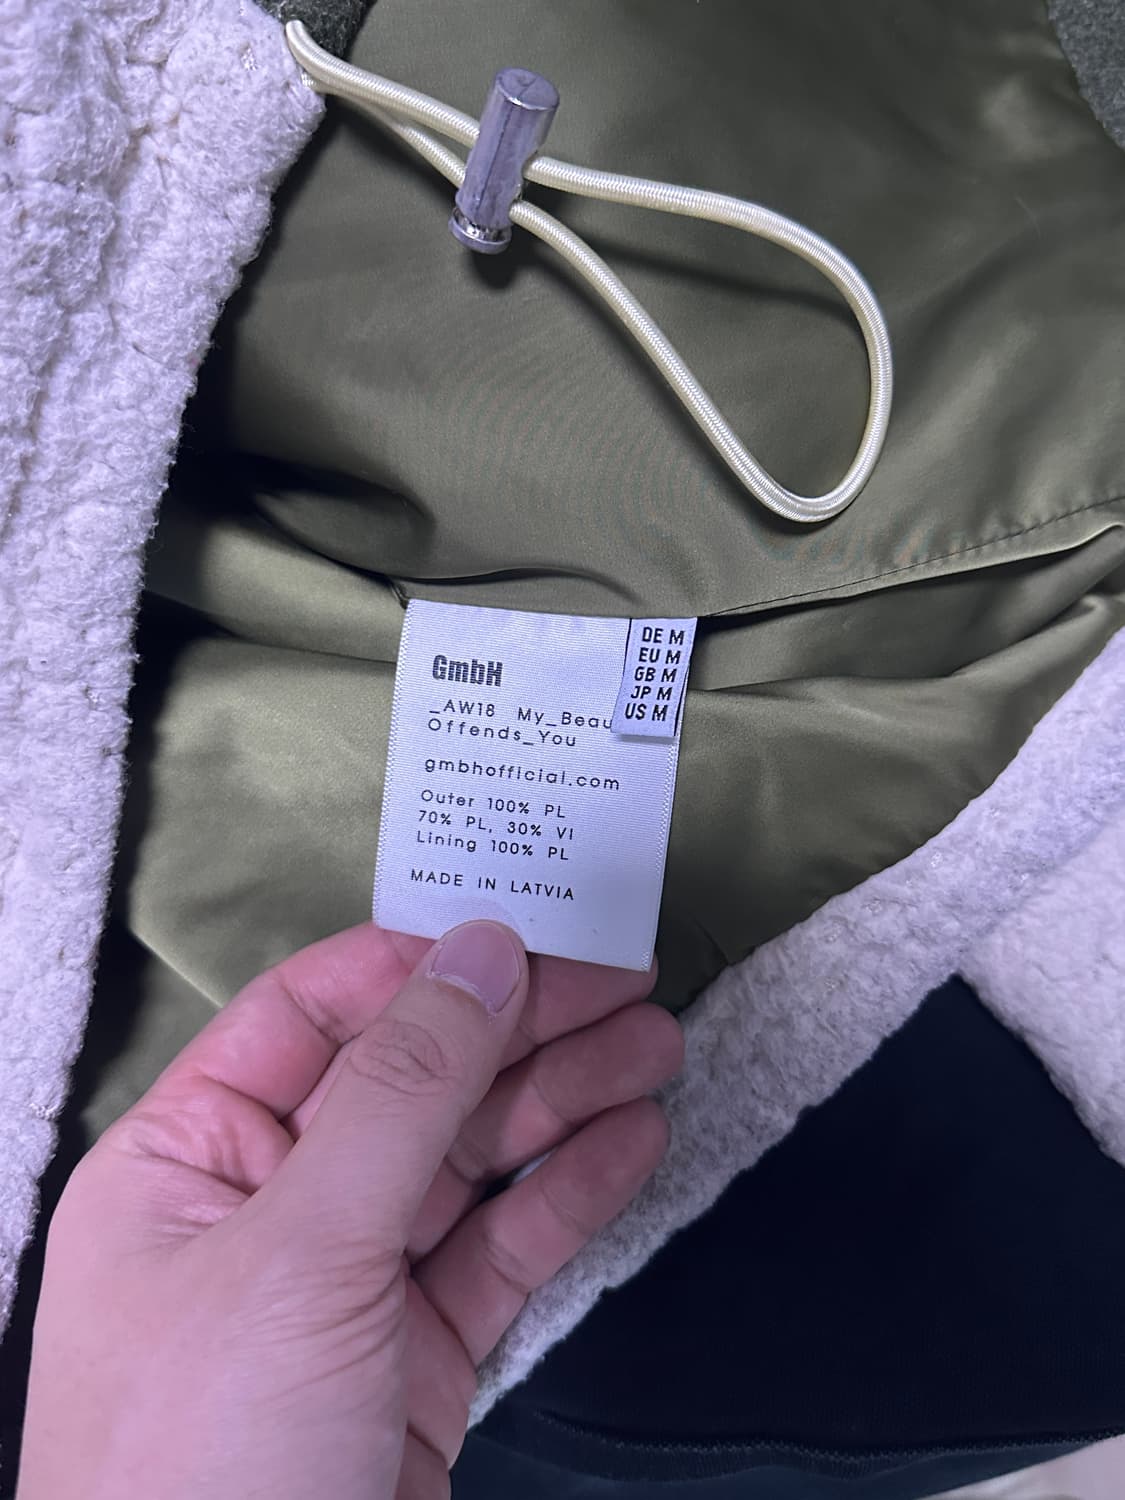 GmbH
_AW18 My_Beau
Offends_You
gmbhofficial.com
Outer 100% PL
70% PL, 30% VI
Lining 100% PL
MADE IN LATVIA
DE M
EU M
GB M
JP M
US M